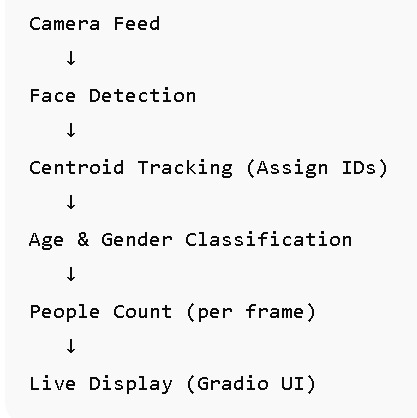 Camera Feed
↓
Face Detection
↓
Centroid Tracking (Assign IDs)
↓
Age & Gender Classification
↓
People Count (per frame)
↓
Live Display (Gradio UI)